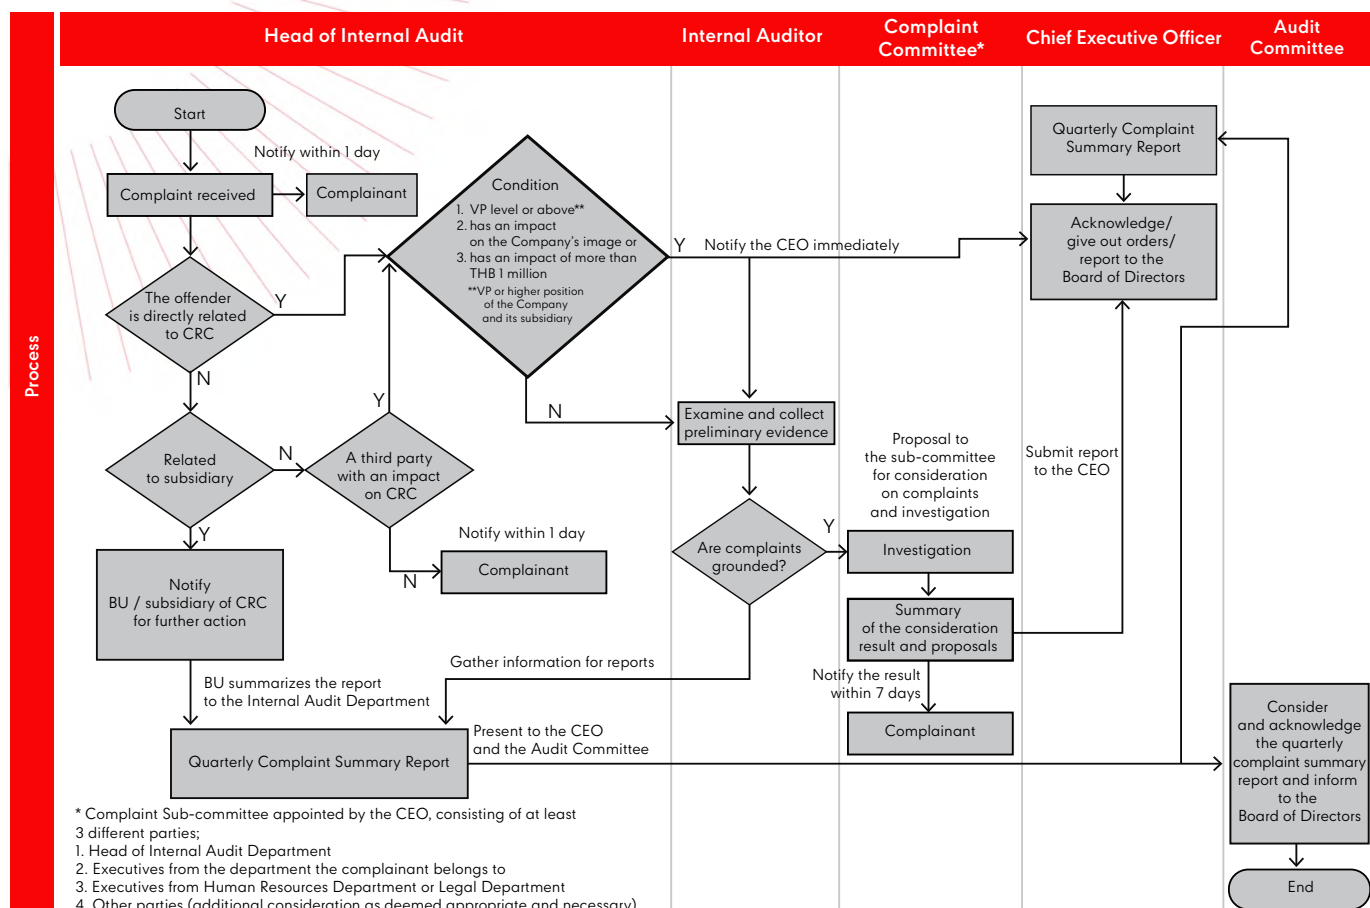 Head of Internal Audit
Internal Auditor
Complaint
Committee*
Chief Executive Officer
Audit
Committee
Process
Start
Notify within 1 day
Complaint received
Complainant
The offender
is directly related
to CRC
Y
N
Related
to subsidiary
N
Y
A third party
with an impact
on CRC
Y
N
Notify within 1 day
Complainant
Notify
BU / subsidiary of CRC
for further action
BU summarizes the report
to the Internal Audit Department
Condition
1. VP level or above**
2. has an impact
on the Company's image or
3. has an impact of more than
THB 1 million
**VP or higher position
of the Company
and its subsidiary
Y
Notify the CEO immediately
N
Examine and collect
preliminary evidence
Are complaints
grounded?
Y
Gather information for reports
Quarterly Complaint Summary Report
Present to the CEO
and the Audit Committee
Proposal to
the sub-committee
for consideration
on complaints
and investigation
Investigation
Summary
of the consideration
result and proposals
Notify the result
within 7 days
Complainant
Quarterly Complaint
Summary Report
Acknowledge/
give out orders/
report to the
Board of Directors
Submit report
to the CEO
Consider
and acknowledge
the quarterly
complaint summary
report and inform
to the
Board of Directors
End
* Complaint Sub-committee appointed by the CEO, consisting of at least
3 different parties;
1. Head of Internal Audit Department
2. Executives from the department the complainant belongs to
3. Executives from Human Resources Department or Legal Department
4. Other parties (additional consideration as deemed appropriate and necessary)